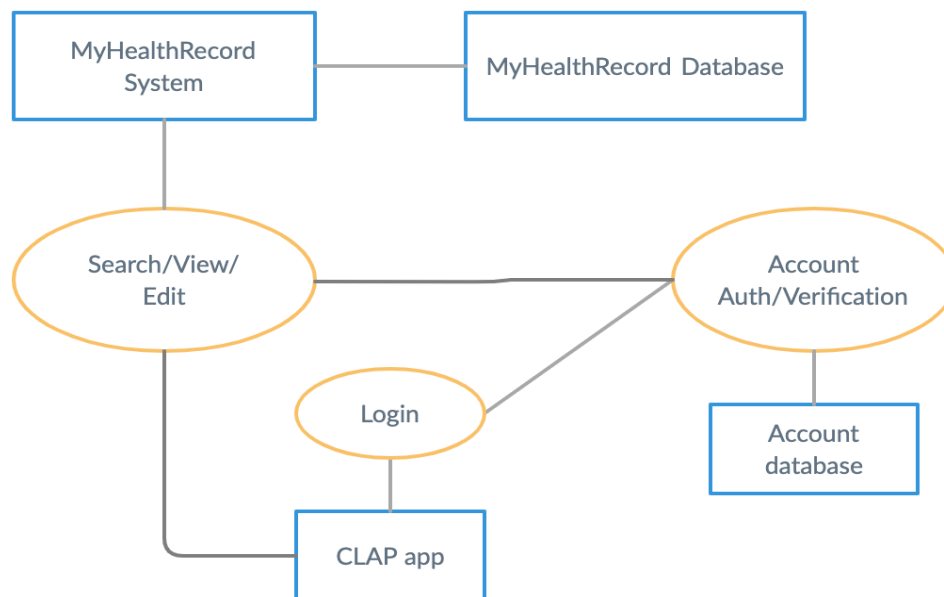 MyHealthRecord
System
MyHealthRecord Database
Search/View/
Edit
Account
Auth/Verification
Login
Account
database
CLAP app